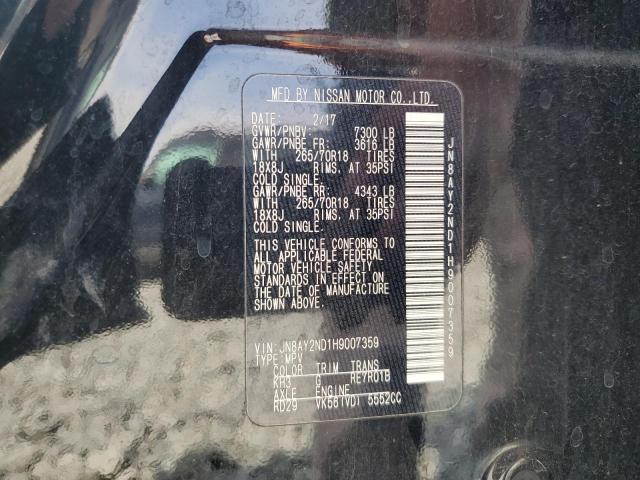 MFD BY NISSAN MOTOR CO.,LTD.
DATE: 2/17
GVWR/PNBV: 7300 LB
GAWR/PNBE FR: 3616 LB
WITH 265/70R18 TIRES
18X8J RIMS, AT 35PSI
COLD SINGLE.
GAWR/PNBE RR: 4343 LB
WITH 265/70R18 TIRES
18X8J RIMS, AT 35PSI
COLD SINGLE.
THIS VEHICLE CONFORMS TO
ALL APPLICABLE FEDERAL
MOTOR VEHICLE SAFETY
STANDARDS IN EFFECT ON
THE DATE OF MANUFACTURE
SHOWN ABOVE.
VIN: JN8AY2ND1H9007359
TYPE: MPV
COLOR TRIM TRANS
KH3 G RE7R01B
AXLE ENGINE
RD29 VK56(VD) 5552CC
JN8AY2ND1H9007359